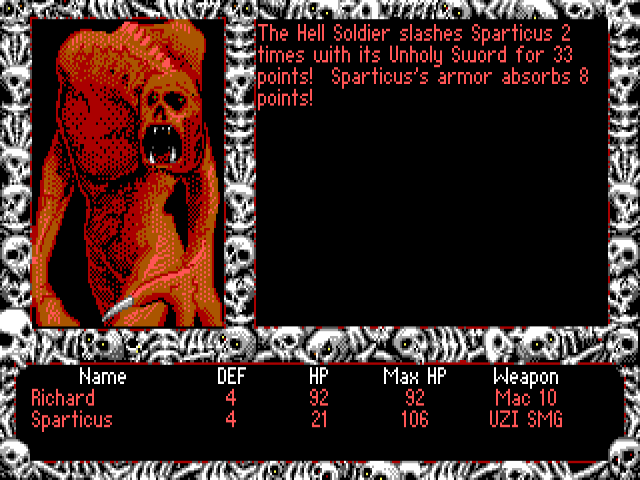 The Hell Soldier slashes Sparticus 2
times with its Unholy Sword for 33
points!  Sparticus's armor absorbs 8
points!
Name DEF HP Max HP Weapon
Richard 4 92 92 Mac 10
Sparticus 4 21 106 UZI SMG